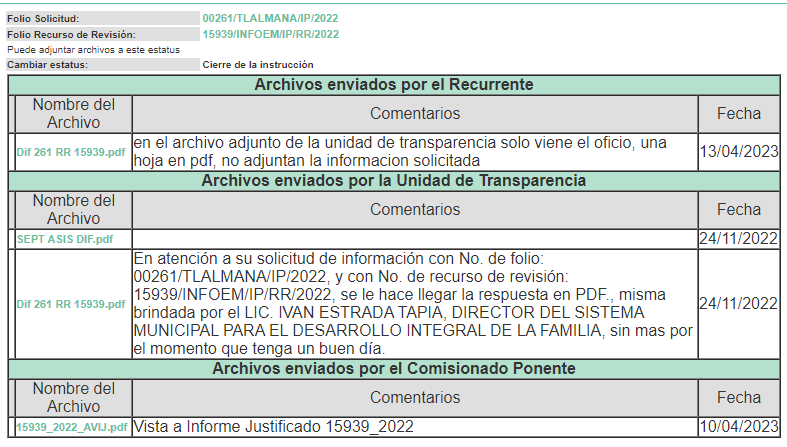 Folio Solicitud: 00261/TLALMANA/IP/2022
Folio Recurso de Revisión: 15939/INFOEM/IP/RR/2022
Puede adjuntar archivos a este estatus
Cambiar estatus: Cierre de la instrucción
Archivos enviados por el Recurrente
Nombre del Archivo Comentarios Fecha
Dif 261 RR 15939.pdf en el archivo adjunto de la unidad de transparencia solo viene el oficio, una 13/04/2023
hoja en pdf, no adjuntan la informacion solicitada
Archivos enviados por la Unidad de Transparencia
Nombre del Archivo Comentarios Fecha
SEPT ASIS DIF.pdf 24/11/2022
En atención a su solicitud de información con No. de folio:
00261/TLALMANA/IP/2022, y con No. de recurso de revisión:
15939/INFOEM/IP/RR/2022, se le hace llegar la respuesta en PDF., misma
Dif 261 RR 15939.pdf brindada por el LIC. IVAN ESTRADA TAPIA, DIRECTOR DEL SISTEMA 24/11/2022
MUNICIPAL PARA EL DESARROLLO INTEGRAL DE LA FAMILIA, sin mas por
el momento que tenga un buen día.
Archivos enviados por el Comisionado Ponente
Nombre del Archivo Comentarios Fecha
15939_2022_AVIJ.pdf Vista a Informe Justificado 15939_2022 10/04/2023